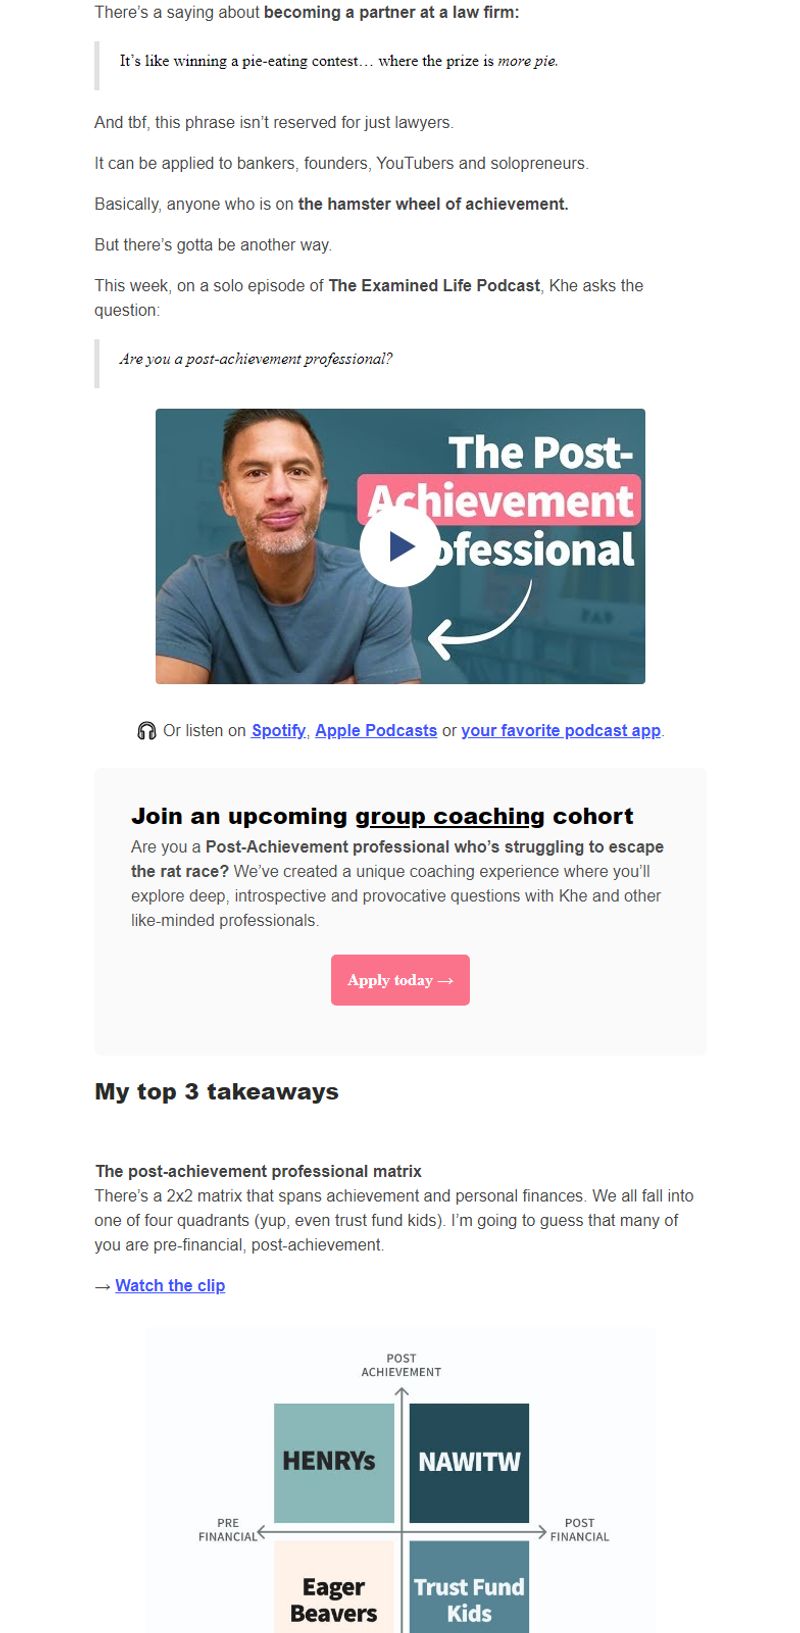 There’s a saying about becoming a partner at a law firm:
It’s like winning a pie-eating contest… where the prize is more pie.
And tbf, this phrase isn’t reserved for just lawyers.
It can be applied to bankers, founders, YouTubers and solopreneurs.
Basically, anyone who is on the hamster wheel of achievement.
But there’s gotta be another way.
This week, on a solo episode of The Examined Life Podcast, Khe asks the
question:
Are you a post-achievement professional?
The Post-
Achievement
ofessional
Or listen on Spotify, Apple Podcasts or your favorite podcast app.
Join an upcoming group coaching cohort
Are you a Post-Achievement professional who’s struggling to escape
the rat race? We’ve created a unique coaching experience where you’ll
explore deep, introspective and provocative questions with Khe and other
like-minded professionals.
Apply today →
My top 3 takeaways
The post-achievement professional matrix
There’s a 2x2 matrix that spans achievement and personal finances. We all fall into
one of four quadrants (yup, even trust fund kids). I’m going to guess that many of
you are pre-financial, post-achievement.
→ Watch the clip
POST
ACHIEVEMENT
HENRYs
NAWITW
PRE
FINANCIAL
POST
FINANCIAL
Eager
Beavers
Trust Fund
Kids